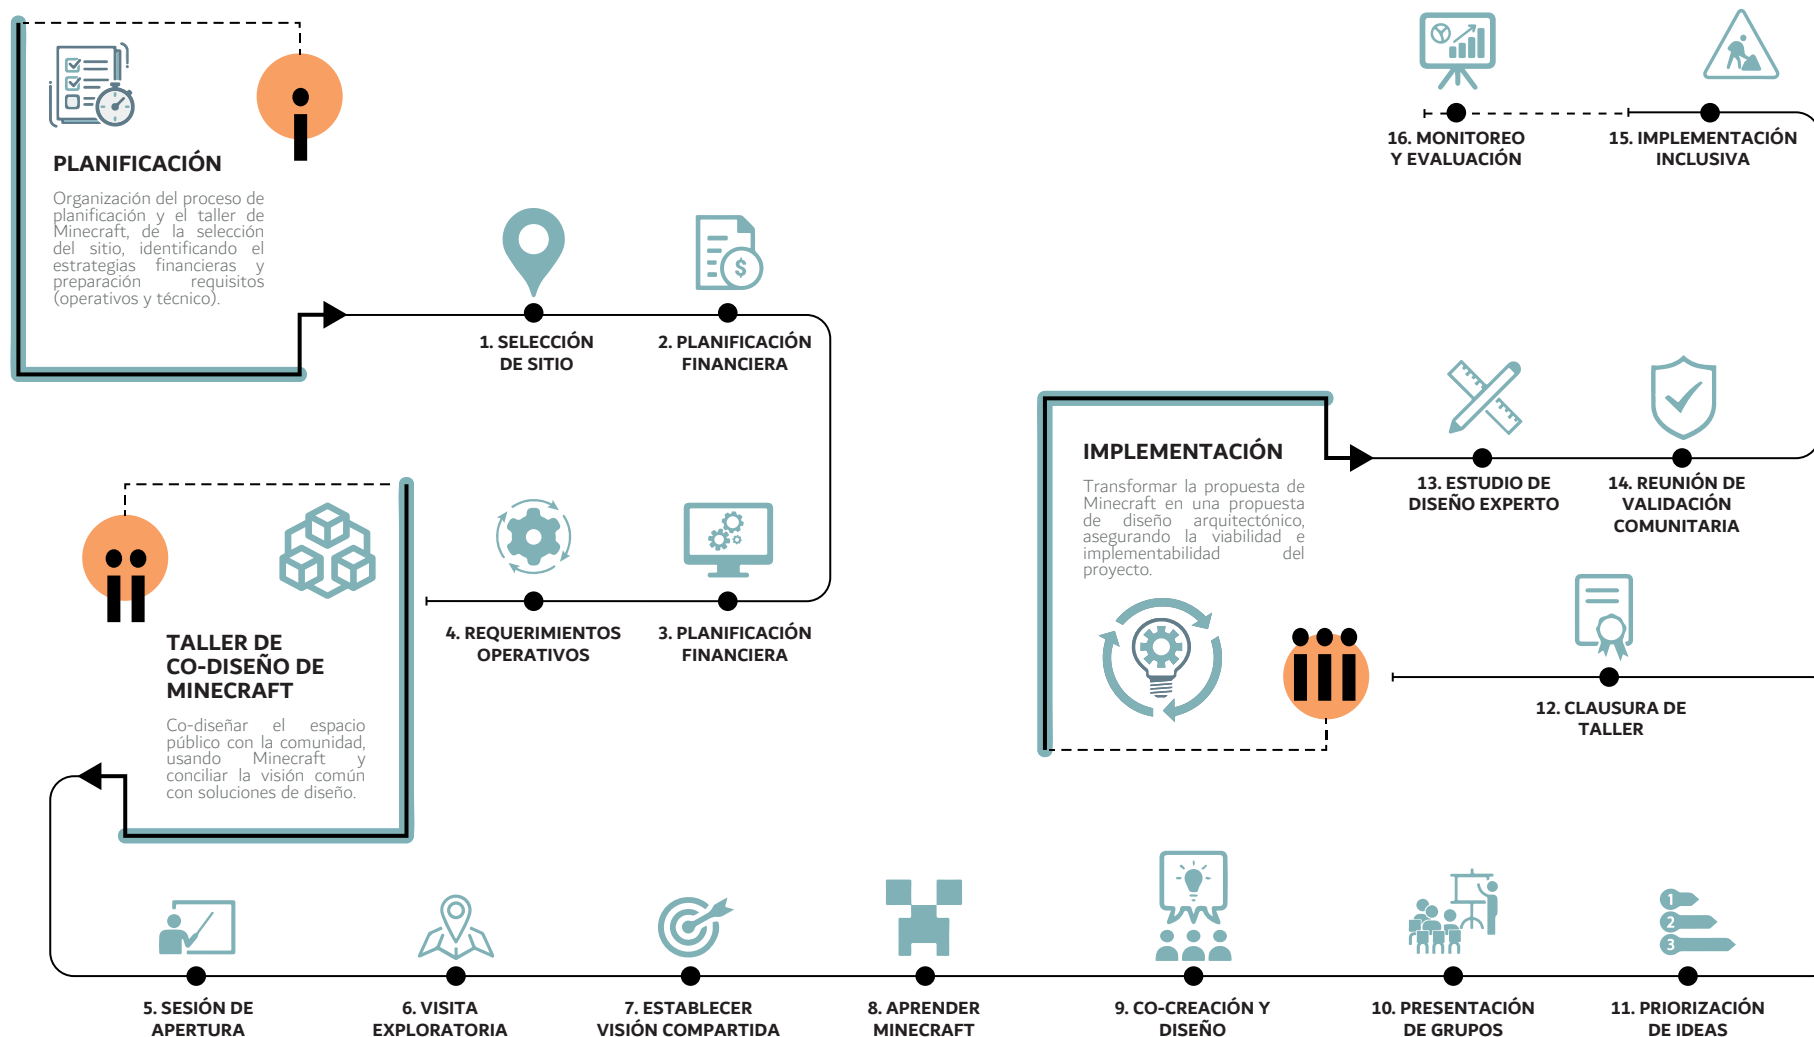 PLANIFICACIÓN
Organización del proceso de
planificación y el taller de
Minecraft, de la selección
del sitio, identificando el
estrategias financieras y
preparación requisitos
(operativos y técnico).
1. SELECCIÓN
DE SITIO
2. PLANIFICACIÓN
FINANCIERA
$
3. PLANIFICACIÓN
FINANCIERA
4. REQUERIMIENTOS
OPERATIVOS
TALLER DE
CO-DISEÑO DE
MINECRAFT
Co-diseñar el espacio
público con la comunidad,
usando Minecraft y
conciliar la visión común
con soluciones de diseño.
5. SESIÓN DE
APERTURA
6. VISITA
EXPLORATORIA
7. ESTABLECER
VISIÓN COMPARTIDA
8. APRENDER
MINECRAFT
9. CO-CREACIÓN Y
DISEÑO
10. PRESENTACIÓN
DE GRUPOS
1
2
3
11. PRIORIZACIÓN
DE IDEAS
12. CLAUSURA DE
TALLER
IMPLEMENTACIÓN
Transformar la propuesta de
Minecraft en una propuesta
de diseño arquitectónico,
asegurando la viabilidad e
implementabilidad del
proyecto.
13. ESTUDIO DE
DISEÑO EXPERTO
14. REUNIÓN DE
VALIDACIÓN
COMUNITARIA
15. IMPLEMENTACIÓN
INCLUSIVA
16. MONITOREO
Y EVALUACIÓN
i
ii
iii